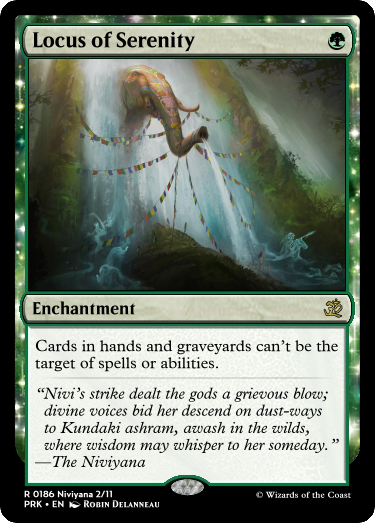 Locus of Serenity
Enchantment
Cards in hands and graveyards can't be the
target of spells or abilities.
“Nivi's strike dealt the gods a grievous blow;
divine voices bid her descend on dust-ways
to Kundaki ashram, awash in the wilds,
where wisdom may whisper to her someday.”
—The Niviyana
R 0186 Niviyana 2/11
PRK • EN Robin Delanneau
© Wizards of the Coast